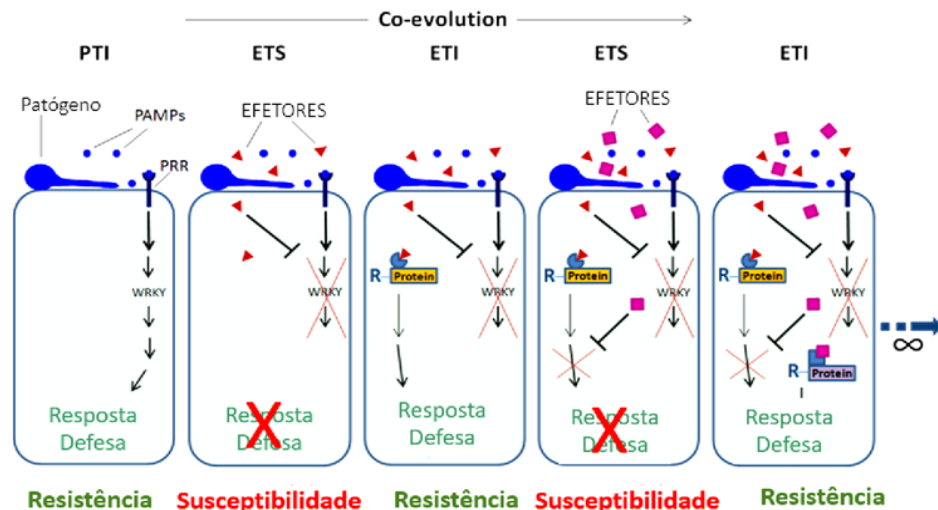 Co-evolution
PTI
ETS
ETI
ETS
ETI
Patógeno
PAMPs
PRR
EFETORES
EFETORES
WRKY
WRKY
R
Protein
WRKY
R
Protein
WRKY
R
Protein
WRKY
R
Protein
∞
Resposta
Defesa
Resposta
Defesa
Resposta
Defesa
Resposta
Defesa
Resposta
Defesa
Resistência
Susceptibilidade
Resistência
Susceptibilidade
Resistência